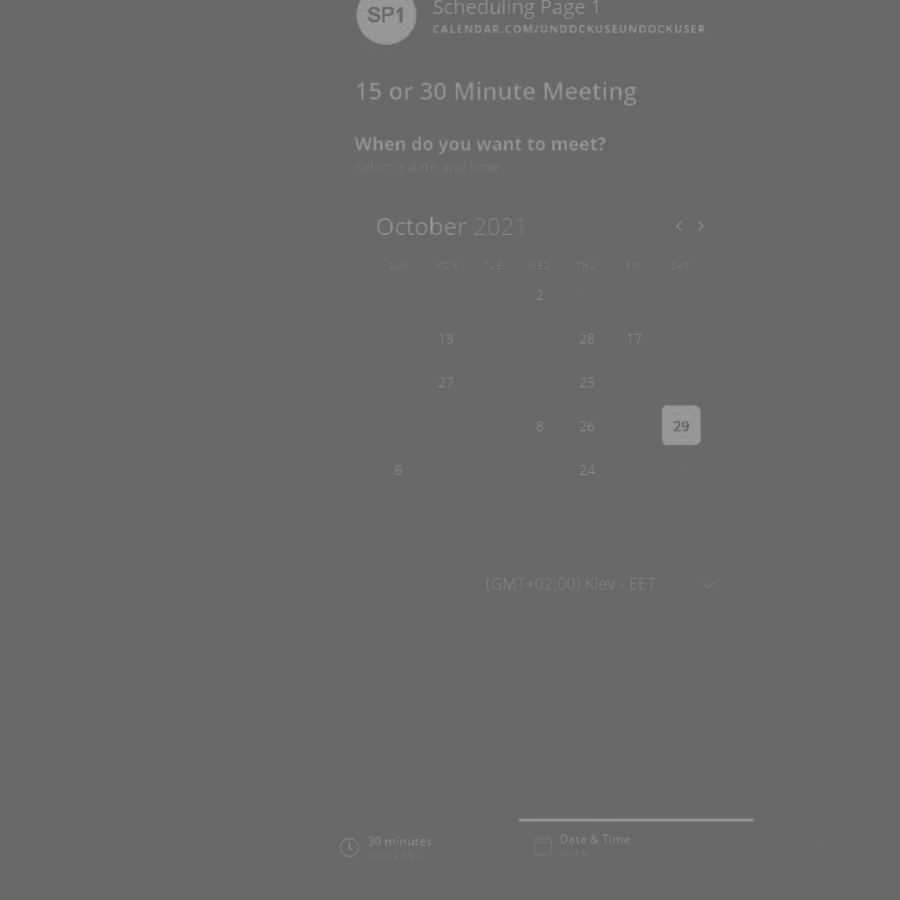 SP1
Scheduling Page 1
CALENDAR.COM/UNDOCKUSEUNDOCKUSER
15 or 30 Minute Meeting
When do you want to meet?
Select a date and time
October 2021
SUN MON TUE WED THU FRI SAT
2
13 28 17
27 25
8 26 29
6 24
(GMT+02:00) Kiev - EET
30 minutes
HOW LONG
Date & Time
WHEN